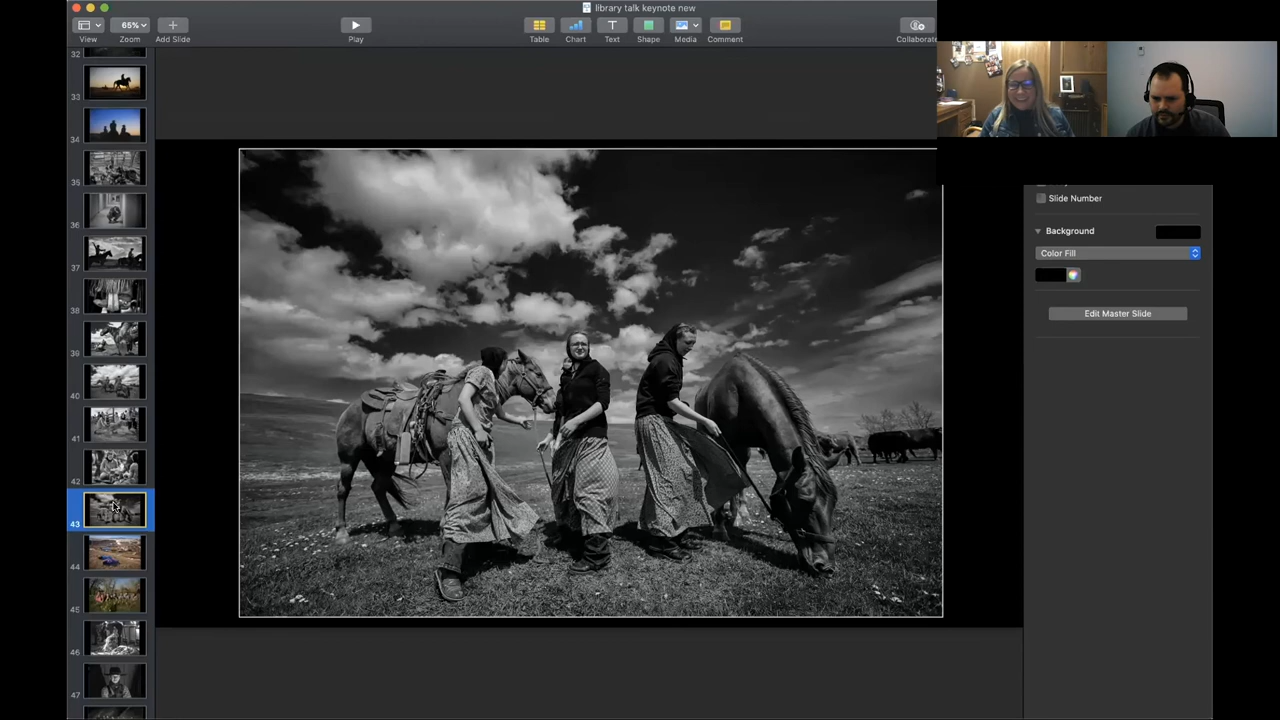 library talk keynote new
65%
View
Zoom
Add Slide
Play
Table
Chart
Text
Shape
Media
Comment
Collaborate
32
33
34
35
36
37
38
39
40
41
42
43
44
45
46
47
Slide Number
Background
Color Fill
Edit Master Slide